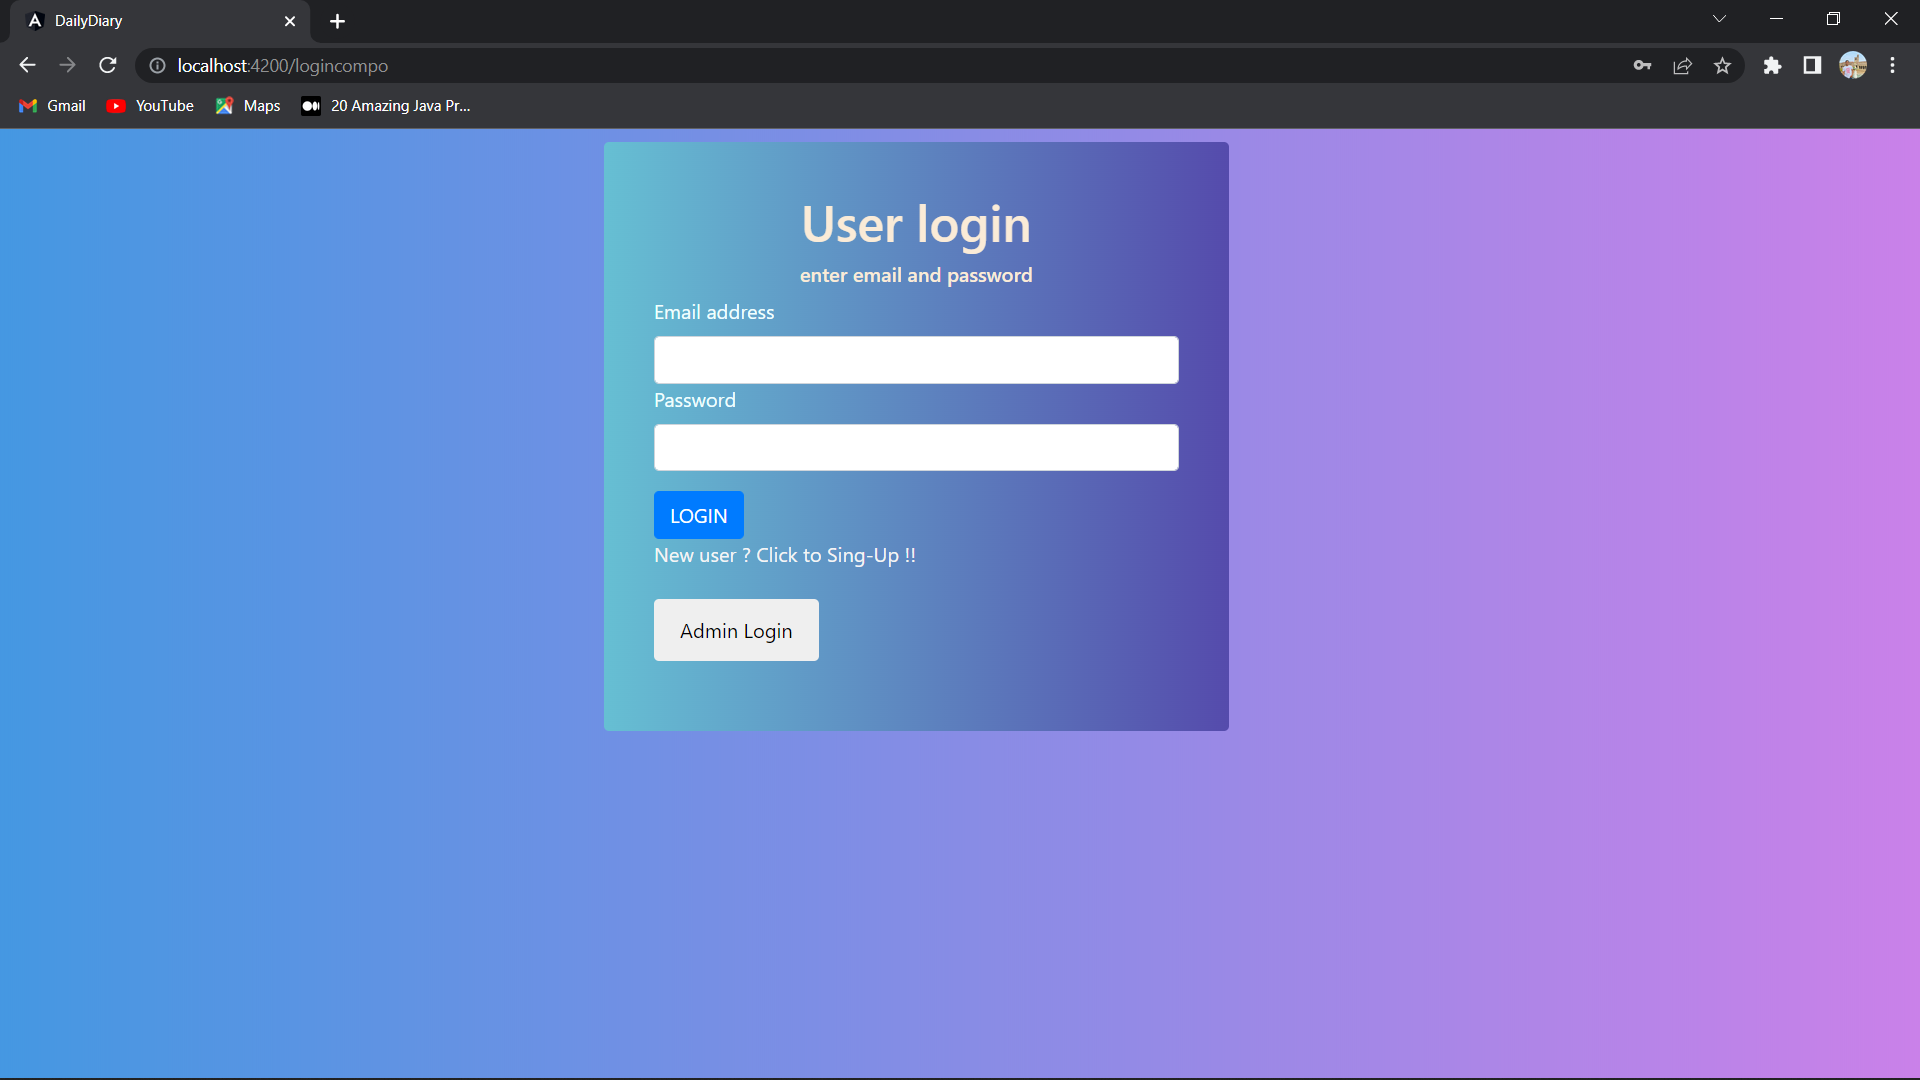 DailyDiary
localhost:4200/logincompo
Gmail YouTube Maps 20 Amazing Java Pr...
User login
enter email and password
Email address
Password
LOGIN
New user ? Click to Sing-Up !!
Admin Login